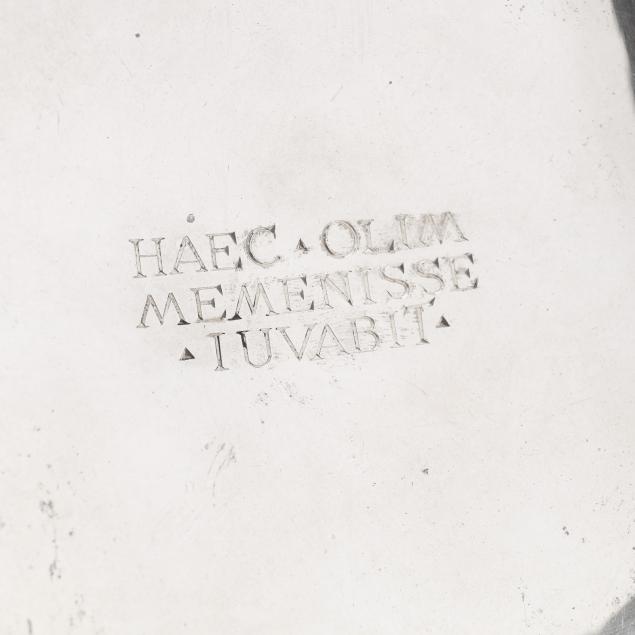 HAEC ▴ OLIM
MEMENISSE
▴ IUVABIT ▴